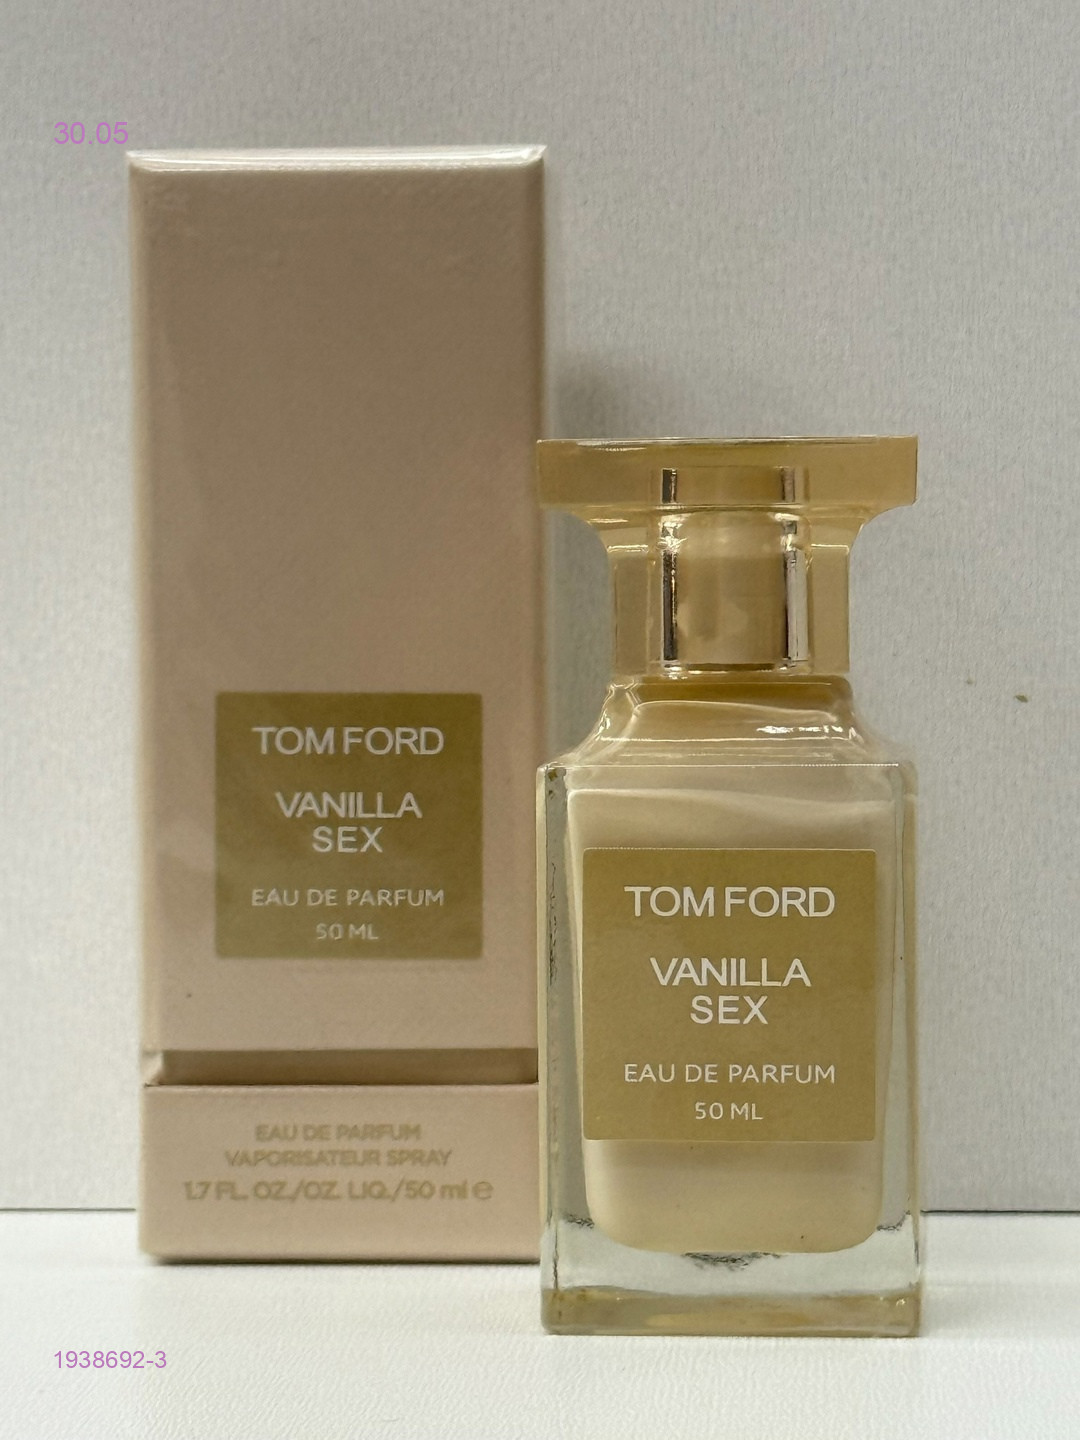 30.05
TOM FORD
VANILLA
SEX
EAU DE PARFUM
50 ML
EAU DE PARFUM
VAPORISATEUR SPRAY
1.7 FL. OZ./OZ. LIQ./50 ml e
TOM FORD
VANILLA
SEX
EAU DE PARFUM
50 ML
1938692-3